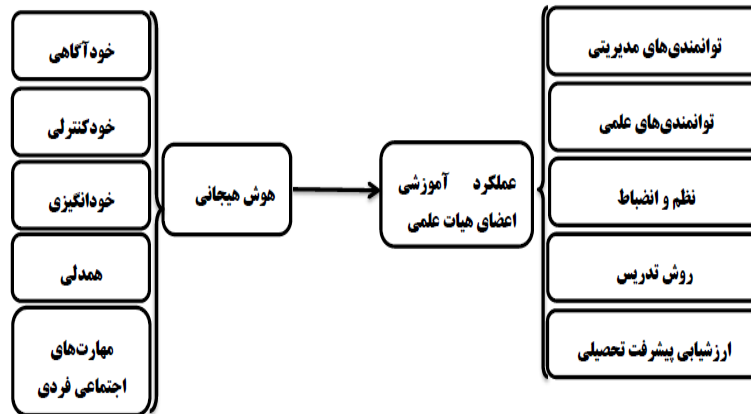 خودآگاهی
خودکنترلی
خودانگیزی
همدلی
مهارت‌های
اجتماعی فردی
هوش هیجانی
عملکرد آموزشی
اعضای هیات علمی
توانمندی‌های مدیریتی
توانمندی‌های علمی
نظم و انضباط
روش تدریس
ارزشیابی پیشرفت تحصیلی